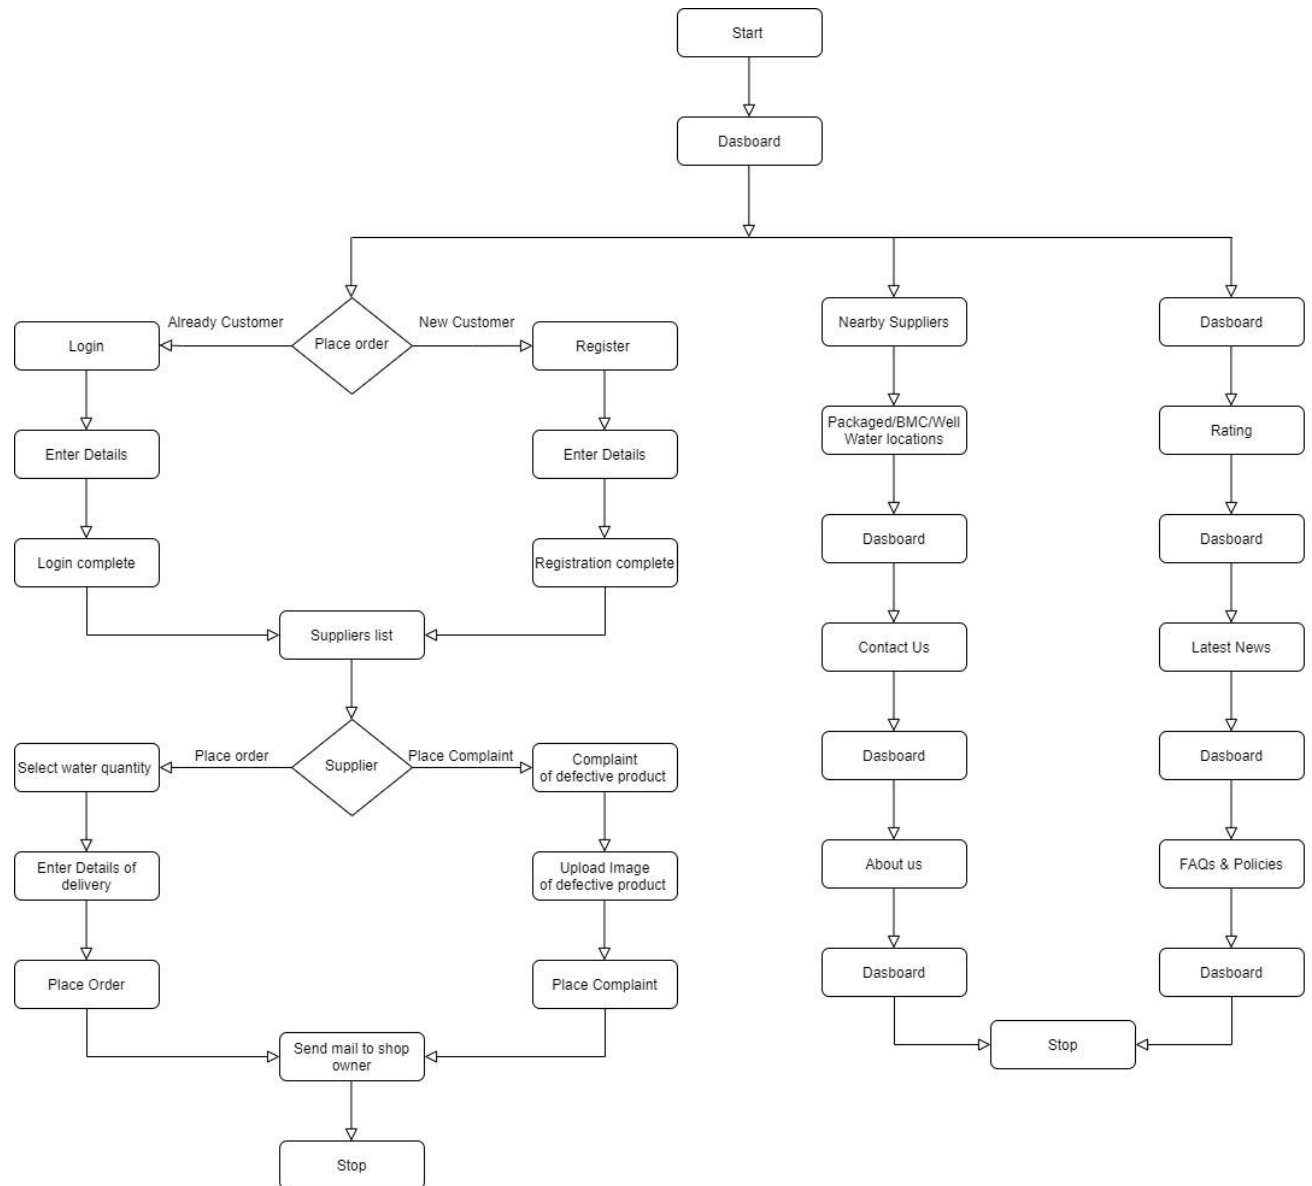 Start
Dasboard
Already Customer
New Customer
Login
Place order
Register
Nearby Suppliers
Dasboard
Enter Details
Enter Details
Packaged/BMC/Well
Water locations
Rating
Login complete
Registration complete
Dasboard
Dasboard
Suppliers list
Contact Us
Latest News
Place order
Place Complaint
Select water quantity
Supplier
Complaint
of defective product
Dasboard
Dasboard
Enter Details of
delivery
Upload Image
of defective product
About us
FAQs & Policies
Place Order
Place Complaint
Dasboard
Dasboard
Send mail to shop
owner
Stop
Stop